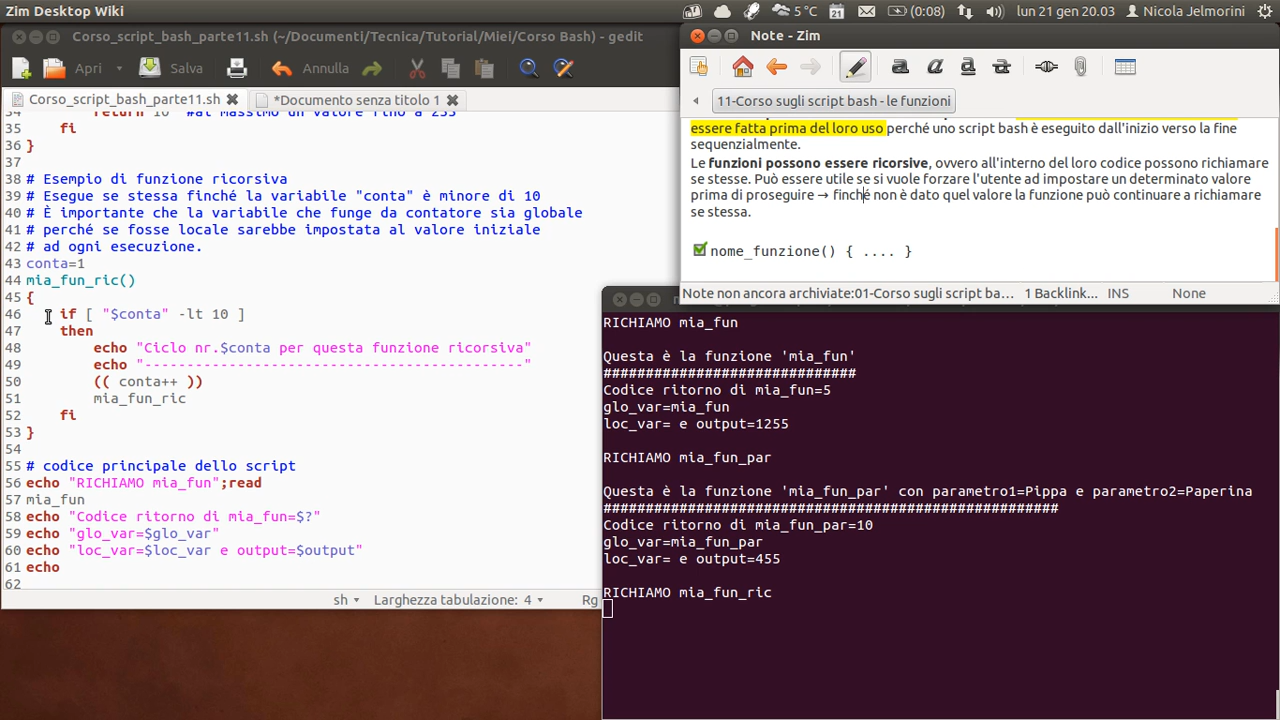 Zim Desktop Wiki
5 °C
21
(0:08)
lun 21 gen 20.03
Nicola Jelmorini
Corso_script_bash_parte11.sh (~/Documents/Tecnica/Tutorial/Miei/Corso Bash) - gedit
Apri
Salva
Annulla
Corso_script_bash_parte11.sh
*Documento senza titolo 1
34 return 10 #al massimo un valore fino a 255
35 fi
36 }
37
38 # Esempio di funzione ricorsiva
39 # Esegue se stessa finché la variabile "conta" è minore di 10
40 # È importante che la variabile che funge da contatore sia globale
41 # perché se fosse locale sarebbe impostata al valore iniziale
42 # ad ogni esecuzione.
43 conta=1
44 mia_fun_ric()
45 {
46 if [ "$conta" -lt 10 ]
47 then
48 echo "Ciclo nr.$conta per questa funzione ricorsiva"
49 echo "---------------------------------------------"
50 (( conta++ ))
51 mia_fun_ric
52 fi
53 }
54
55 # codice principale dello script
56 echo "RICHIAMO mia_fun";read
57 mia_fun
58 echo "Codice ritorno di mia_fun=$?"
59 echo "glo_var=$glo_var"
60 echo "loc_var=$loc_var e output=$output"
61 echo
62
sh
Larghezza tabulazione: 4
Rg
Note - Zim
11-Corso sugli script bash - le funzioni
essere fatta prima del loro uso perché uno script bash è eseguito dall'inizio verso la fine
sequenzialmente.
Le funzioni possono essere ricorsive, ovvero all'interno del loro codice possono richiamare
se stesse. Può essere utile se si vuole forzare l'utente ad impostare un determinato valore
prima di proseguire → finché non è dato quel valore la funzione può continuare a richiamare
se stessa.
nome_funzione() { .... }
Note non ancora archiviate:01-Corso sugli script ba...
1 Backlink...
INS
None
RICHIAMO mia_fun
Questa è la funzione 'mia_fun'
##############################
Codice ritorno di mia_fun=5
glo_var=mia_fun
loc_var= e output=1255
RICHIAMO mia_fun_par
Questa è la funzione 'mia_fun_par' con parametro1=Pippa e parametro2=Paperina
######################################################
Codice ritorno di mia_fun_par=10
glo_var=mia_fun_par
loc_var= e output=455
RICHIAMO mia_fun_ric